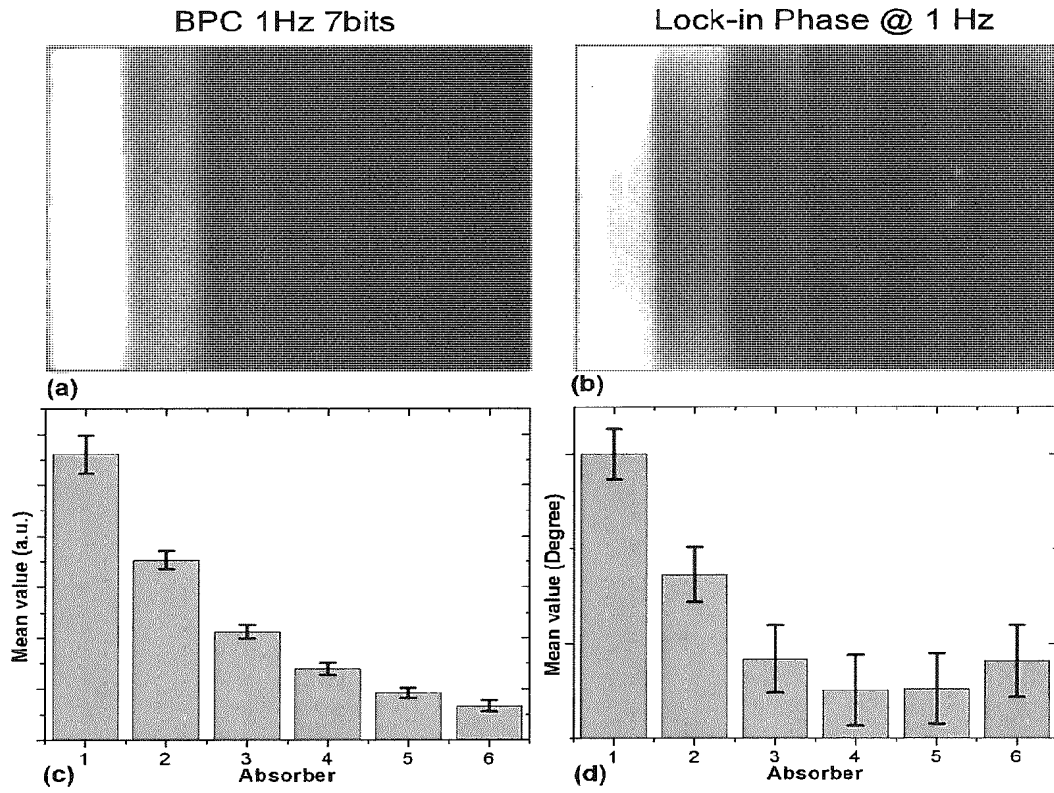 BPC 1Hz 7bits
Lock-in Phase @ 1 Hz
(a)
(b)
Mean value (a.u.)
1 2 3 4 5 6
(c)
Absorber
Mean value (Degree)
1 2 3 4 5 6
(d)
Absorber